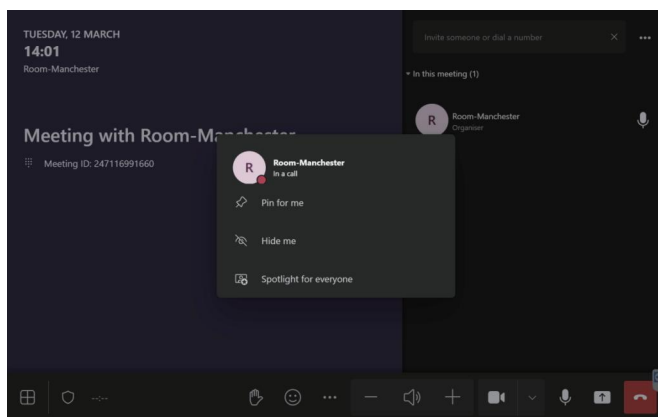 TUESDAY, 12 MARCH
14:01
Room-Manchester
Meeting with Room-Manchester
Meeting ID: 247116991660
Invite someone or dial a number
In this meeting (1)
R
Room-Manchester
Organiser
R
Room-Manchester
In a call
Pin for me
Hide me
Spotlight for everyone
--:--